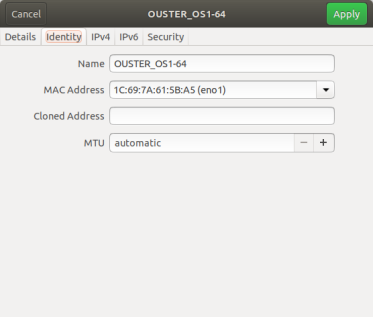 Cancel OUSTER_OS1-64 Apply
Details Identity IPv4 IPv6 Security
Name OUSTER_OS1-64
MAC Address 1C:69:7A:61:5B:A5 (eno1)
Cloned Address
MTU automatic − +